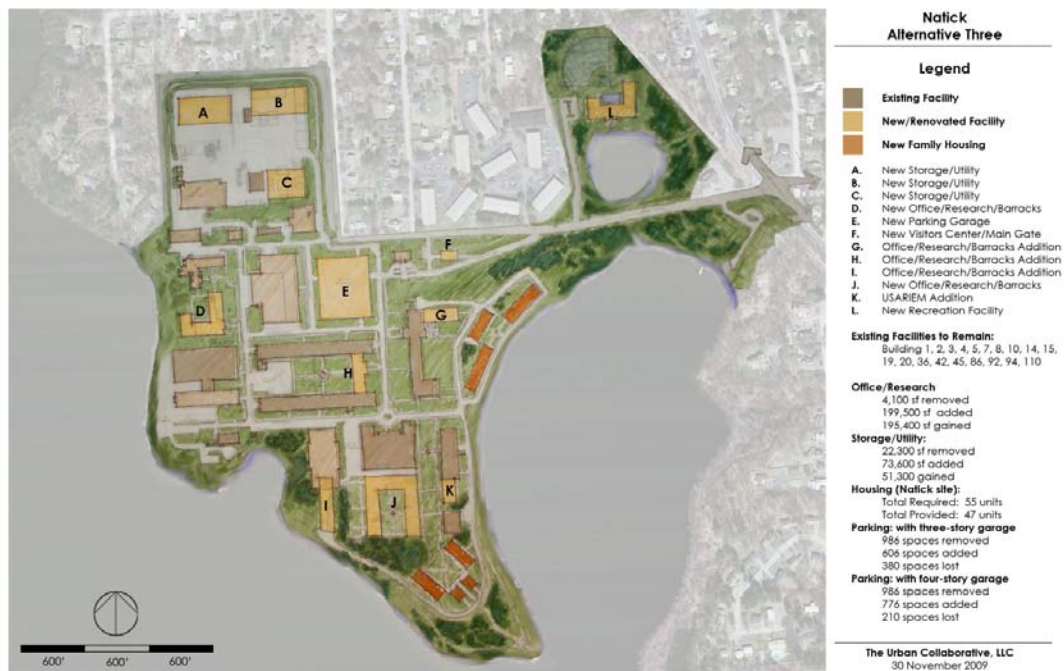 Natick
Alternative Three
Legend
Existing Facility
New/Renovated Facility
New Family Housing
A. New Storage/Utility
B. New Storage/Utility
C. New Storage/Utility
D. New Office/Research/Barracks
E. New Parking Garage
F. New Visitors Center/Main Gate
G. Office/Research/Barracks Addition
H. Office/Research/Barracks Addition
I. Office/Research/Barracks Addition
J. New Office/Research/Barracks
K. USARIEM Addition
L. New Recreation Facility
Existing Facilities to Remain:
Building 1, 2, 3, 4, 5, 7, 8, 10, 14, 15,
19, 20, 36, 42, 45, 86, 92, 94, 110
Office/Research
4,100 sf removed
199,500 sf added
195,400 sf gained
Storage/Utility:
22,300 sf removed
73,600 sf added
51,300 gained
Housing (Natick site):
Total Required: 55 units
Total Provided: 47 units
Parking: with three-story garage
986 spaces removed
606 spaces added
380 spaces lost
Parking: with four-story garage
986 spaces removed
776 spaces added
210 spaces lost
The Urban Collaborative, LLC
30 November 2009
A
B
L
C
F
E
D
G
H
K
I
J
600' 600' 600'